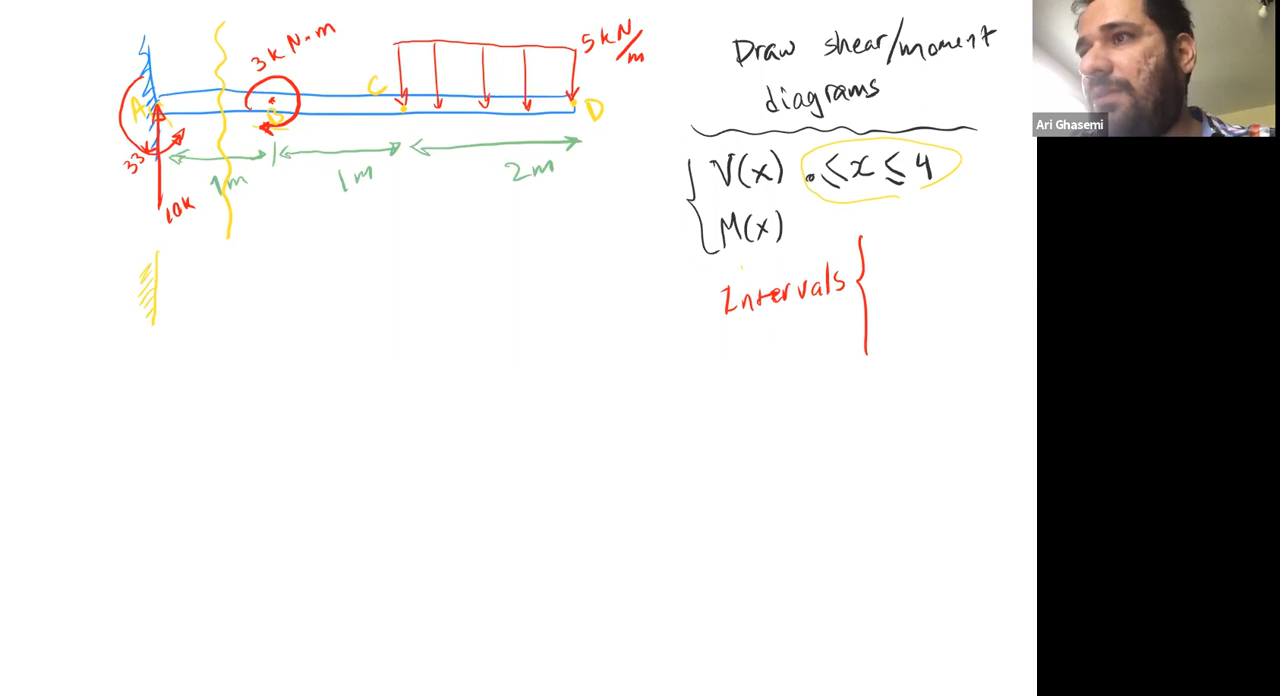 3kN.m
5kN/m
Draw shear/moment
diagrams
A
B
C
D
33
10k
1m
1m
2m
V(x) 0 ≤ x ≤ 4
M(x)
Intervals
Ari Ghasemi